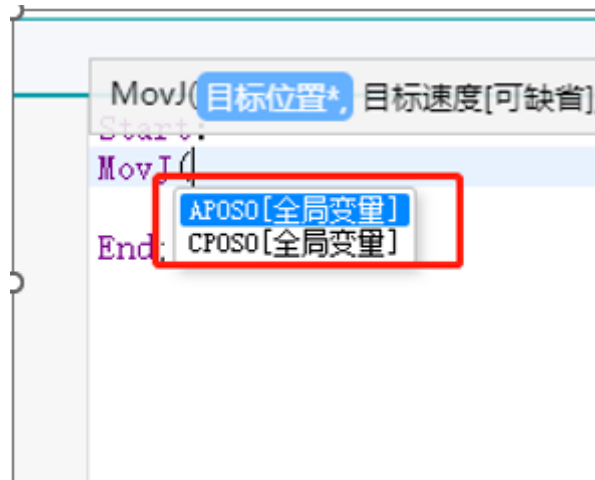 MovJ(目标位置*, 目标速度[可缺省]
Start:
MovJ(
APOS0[全局变量]
End;
CPOS0[全局变量]